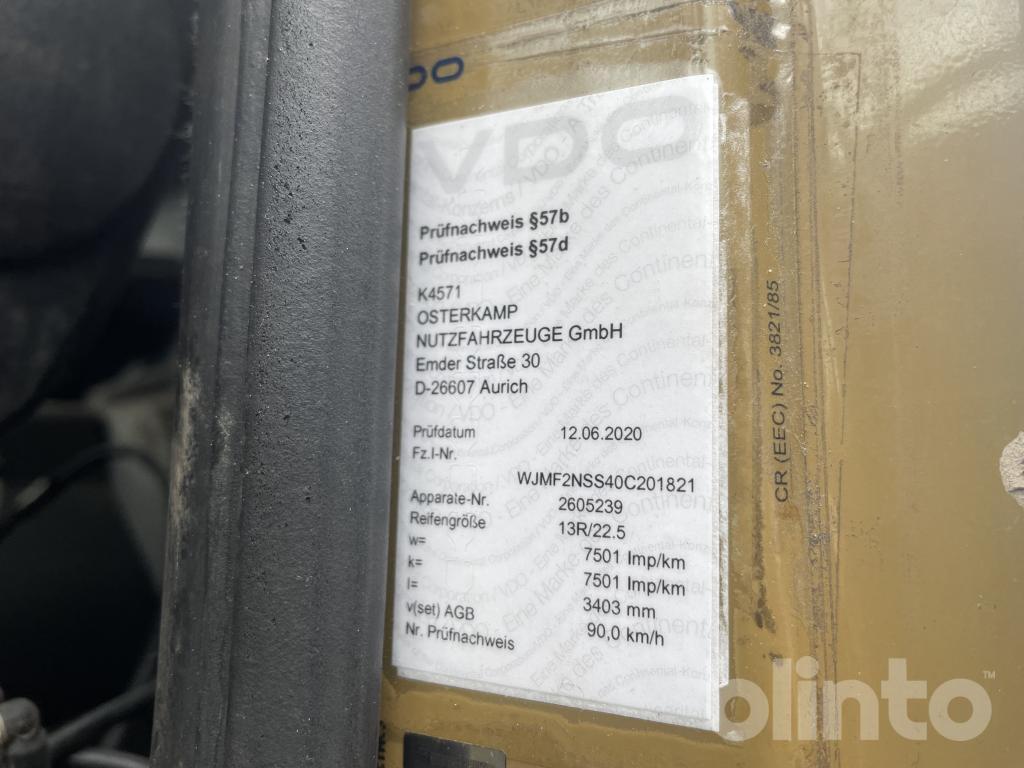 VDO
VDO
Prüfnachweis §57b
Prüfnachweis §57d
K4571
OSTERKAMP
NUTZFAHRZEUGE GmbH
Emder Straße 30
D-26607 Aurich
Prüfdatum 12.06.2020
Fz.I-Nr.
WJMF2NSS40C201821
Apparate-Nr. 2605239
Reifengröße 13R/22.5
w= 7501 Imp/km
k= 7501 Imp/km
l= 3403 mm
v(set) AGB 90,0 km/h
Nr. Prüfnachweis
CR (EEC) No. 3821/85
olinto™